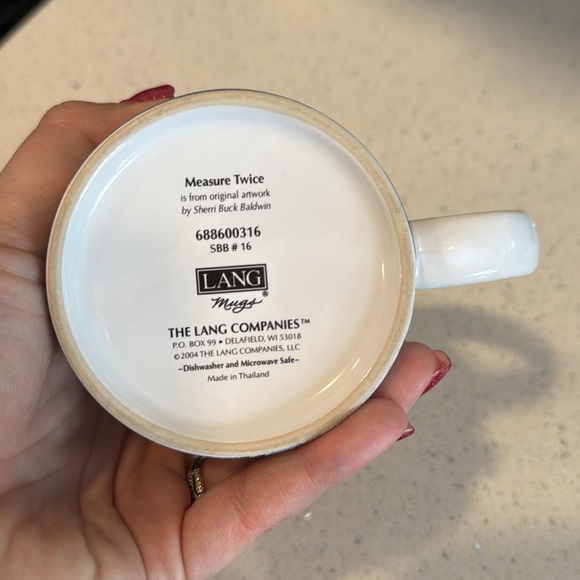 Measure Twice
is from original artwork
by Sherri Buck Baldwin
688600316
SBB # 16
LANG®
Mugs
THE LANG COMPANIES™
P.O. BOX 99 • DELAFIELD, WI 53018
© 2004 THE LANG COMPANIES, LLC
~Dishwasher and Microwave Safe~
Made in Thailand